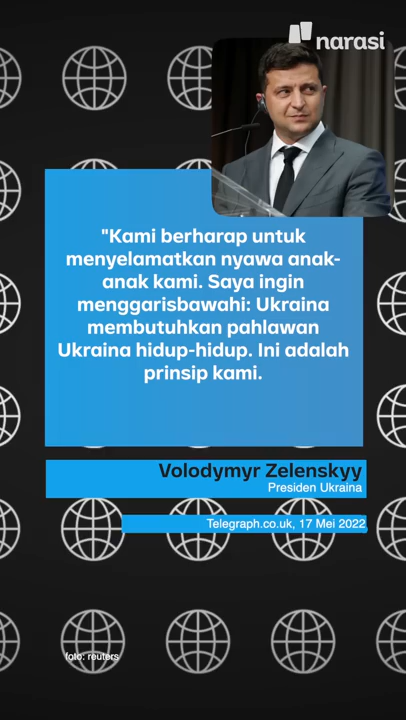 narasi
"Kami berharap untuk
menyelamatkan nyawa anak-
anak kami. Saya ingin
menggarisbawahi: Ukraina
membutuhkan pahlawan
Ukraina hidup-hidup. Ini adalah
prinsip kami.
Volodymyr Zelenskyy
Presiden Ukraina
Telegraph.co.uk, 17 Mei 2022
foto: reuters